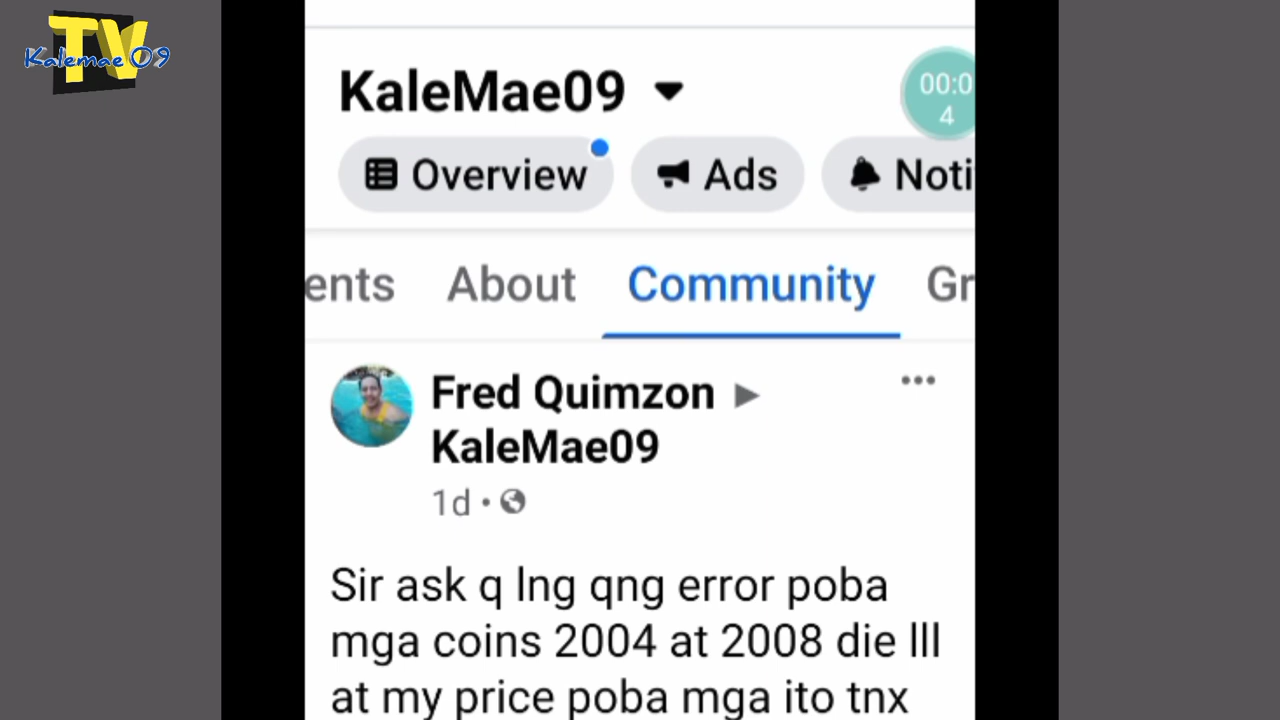 TV
Kalemae 09
KaleMae09
00:0
4
Overview
Ads
Noti
ents
About
Community
Gr
Fred Quimzon
KaleMae09
1d
Sir ask q lng qng error poba
mga coins 2004 at 2008 die lll
at my price poba mga ito tnx